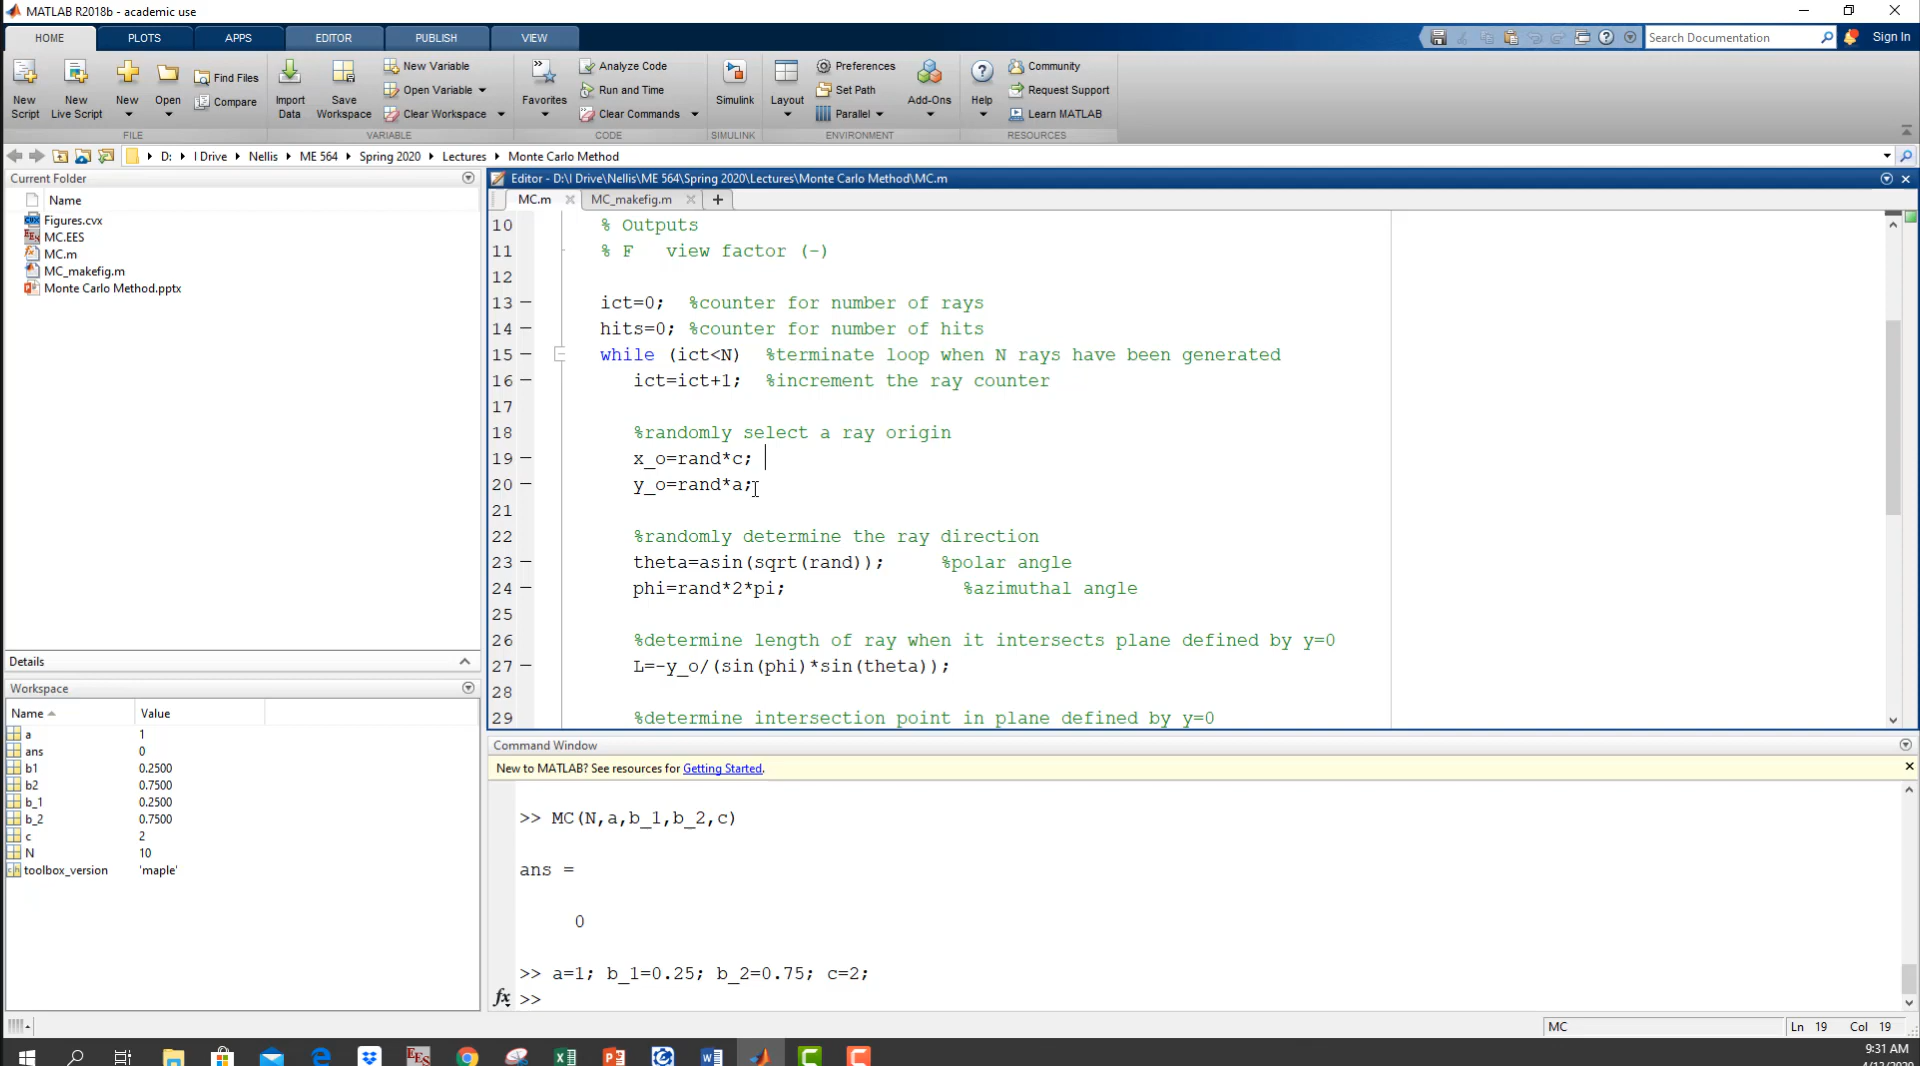 MATLAB R2018b - academic use
HOME PLOTS APPS EDITOR PUBLISH VIEW
Search Documentation
Sign In
New Script
New Live Script
New
Open
Find Files
Compare
Import Data
Save Workspace
New Variable
Open Variable
Clear Workspace
Favorites
Analyze Code
Run and Time
Clear Commands
Simulink
Layout
Preferences
Set Path
Parallel
Add-Ons
Help
Community
Request Support
Learn MATLAB
FILE VARIABLE CODE SIMULINK ENVIRONMENT RESOURCES
D: I Drive Nellis ME 564 Spring 2020 Lectures Monte Carlo Method
Current Folder
Name
Figures.cvx
MC.EES
MC.m
MC_makefig.m
Monte Carlo Method.pptx
Details
Workspace
Name Value
a 1
ans 0
b1 0.2500
b2 0.7500
b_1 0.2500
b_2 0.7500
c 2
N 10
toolbox_version 'maple'
Editor - D:\I Drive\Nellis\ME 564\Spring 2020\Lectures\Monte Carlo Method\MC.m
MC.m MC_makefig.m +
10 % Outputs
11 % F view factor (-)
12
13 ict=0; %counter for number of rays
14 hits=0; %counter for number of hits
15 while (ict<N) %terminate loop when N rays have been generated
16 ict=ict+1; %increment the ray counter
17
18 %randomly select a ray origin
19 x_o=rand*c;
20 y_o=rand*a;
21
22 %randomly determine the ray direction
23 theta=asin(sqrt(rand)); %polar angle
24 phi=rand*2*pi; %azimuthal angle
25
26 %determine length of ray when it intersects plane defined by y=0
27 L=-y_o/(sin(phi)*sin(theta));
28
29 %determine intersection point in plane defined by y=0
Command Window
New to MATLAB? See resources for Getting Started.
>> MC(N,a,b_1,b_2,c)
ans =
0
>> a=1; b_1=0.25; b_2=0.75; c=2;
fx >>
MC
Ln 19 Col 19
9:31 AM